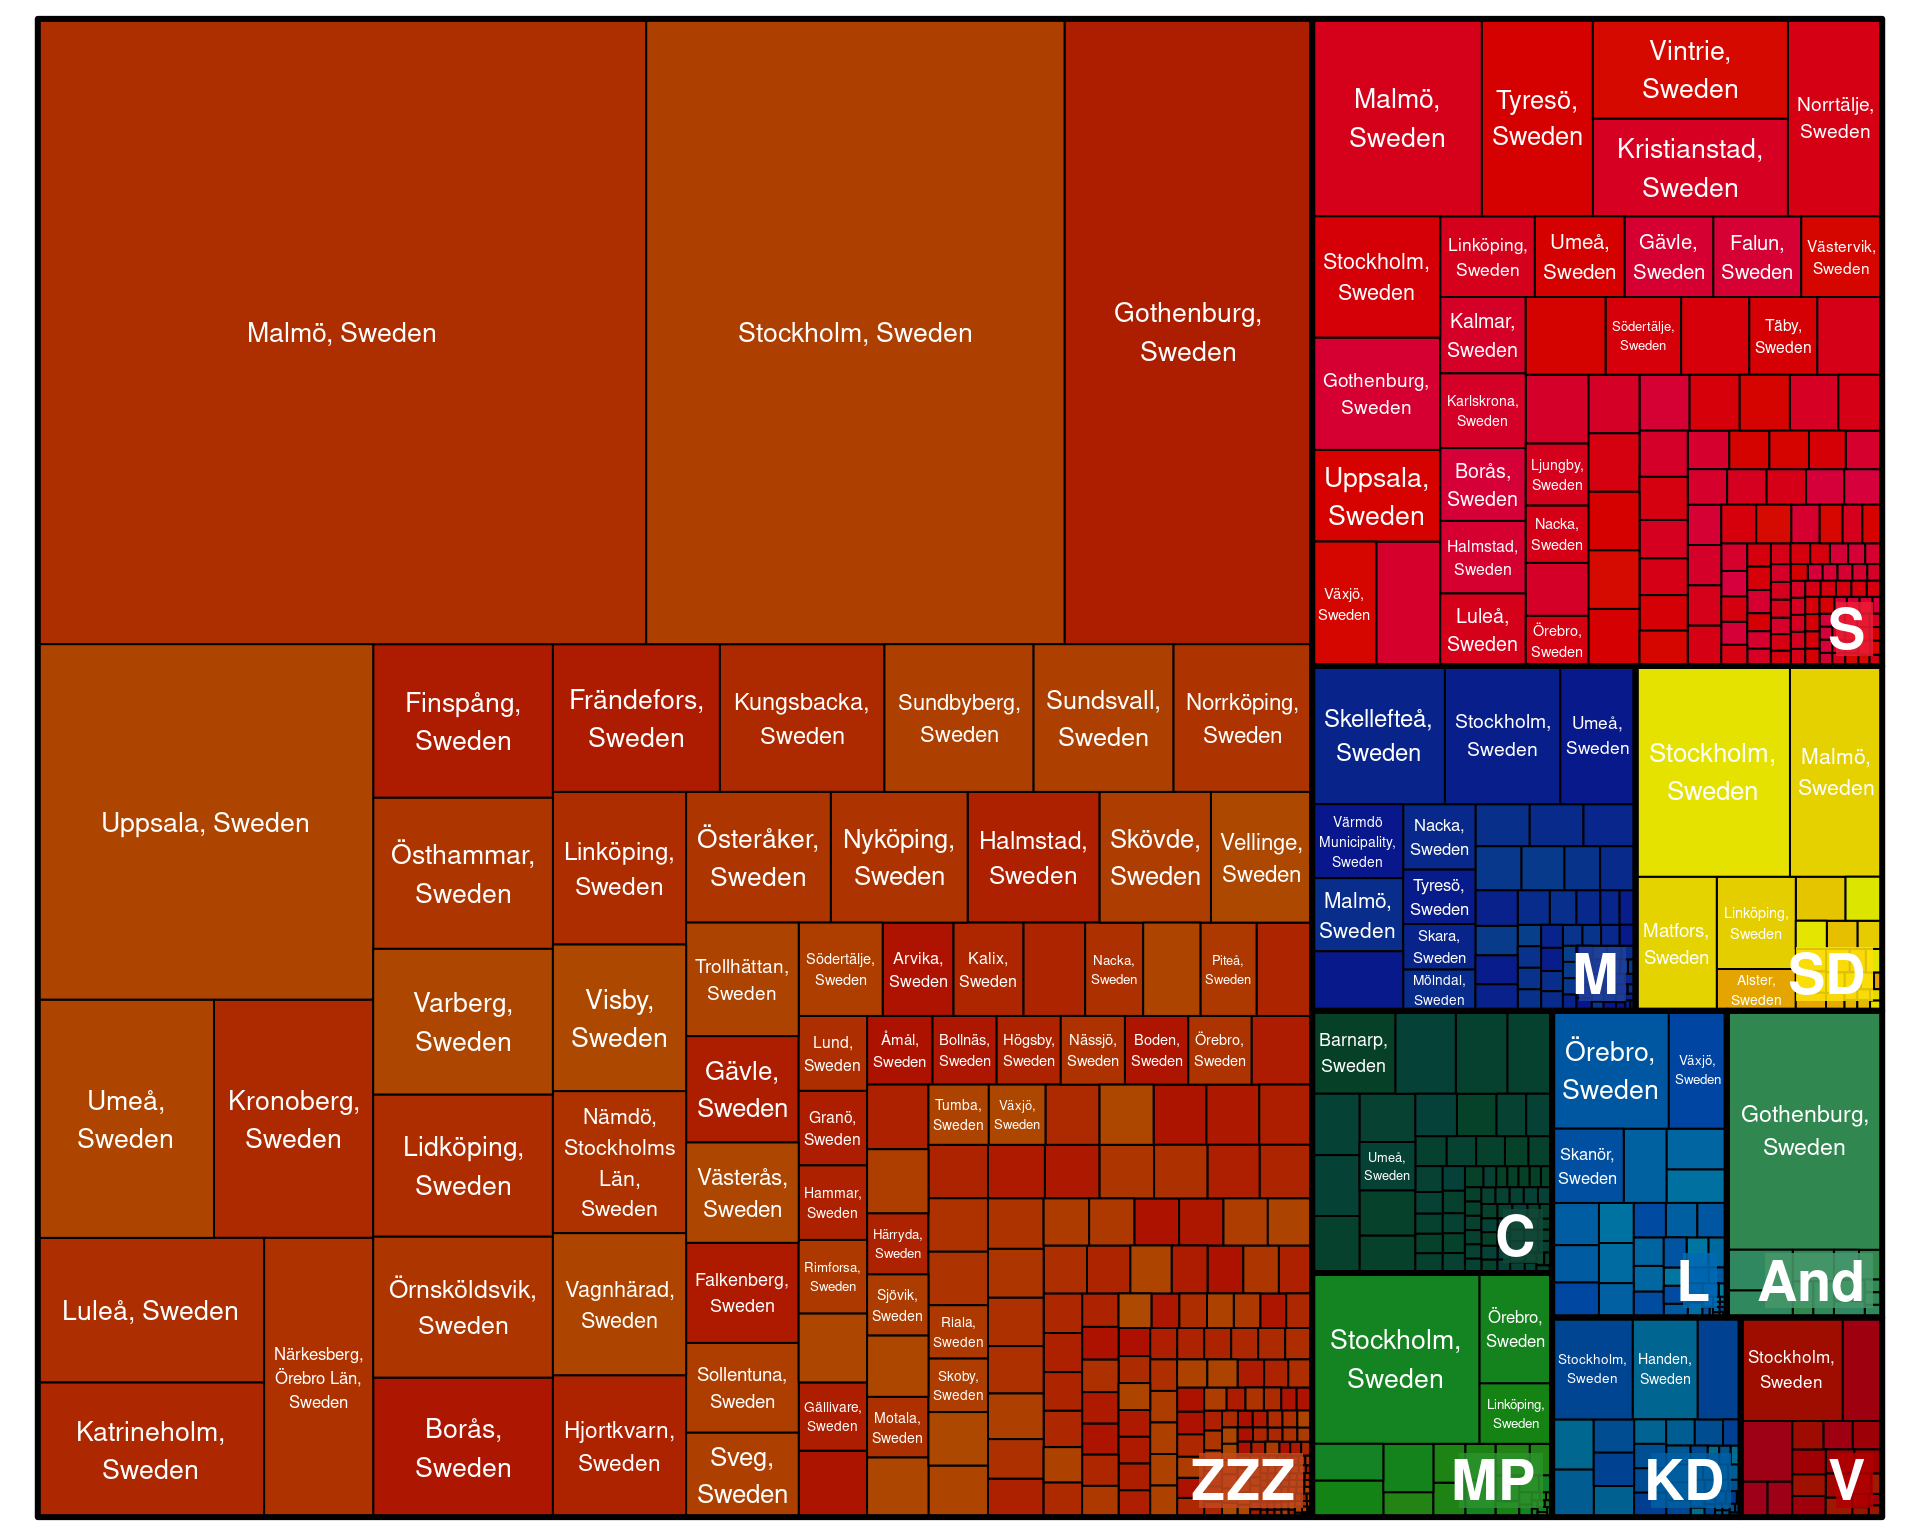 Malmö, Sweden
Stockholm, Sweden
Gothenburg,
Sweden
Uppsala, Sweden
Umeå,
Sweden
Kronoberg,
Sweden
Luleå, Sweden
Katrineholm,
Sweden
Närkesberg,
Örebro Län,
Sweden
Finspång,
Sweden
Östhammar,
Sweden
Varberg,
Sweden
Lidköping,
Sweden
Örnsköldsvik,
Sweden
Borås,
Sweden
Frändefors,
Sweden
Kungsbacka,
Sweden
Sundbyberg,
Sweden
Sundsvall,
Sweden
Norrköping,
Sweden
Linköping,
Sweden
Visby,
Sweden
Nämdö,
Stockholms
Län,
Sweden
Vagnhärad,
Sweden
Hjortkvarn,
Sweden
Österåker,
Sweden
Nyköping,
Sweden
Halmstad,
Sweden
Skövde,
Sweden
Vellinge,
Sweden
Trollhättan,
Sweden
Gävle,
Sweden
Västerås,
Sweden
Falkenberg,
Sweden
Sollentuna,
Sweden
Sveg,
Sweden
Södertälje,
Sweden
Arvika,
Sweden
Kalix,
Sweden
Nacka,
Sweden
Piteå,
Sweden
Lund,
Sweden
Granö,
Sweden
Hammar,
Sweden
Rimforsa,
Sweden
Gällivare,
Sweden
Åmål,
Sweden
Bollnäs,
Sweden
Högsby,
Sweden
Nässjö,
Sweden
Boden,
Sweden
Örebro,
Sweden
Härryda,
Sweden
Sjövik,
Sweden
Motala,
Sweden
Tumba,
Sweden
Växjö,
Sweden
Riala,
Sweden
Skoby,
Sweden
ZZZ
Malmö,
Sweden
Tyresö,
Sweden
Vintrie,
Sweden
Kristianstad,
Sweden
Norrtälje,
Sweden
Stockholm,
Sweden
Gothenburg,
Sweden
Uppsala,
Sweden
Växjö,
Sweden
Linköping,
Sweden
Umeå,
Sweden
Gävle,
Sweden
Falun,
Sweden
Västervik,
Sweden
Kalmar,
Sweden
Karlskrona,
Sweden
Borås,
Sweden
Halmstad,
Sweden
Luleå,
Sweden
Södertälje,
Sweden
Täby,
Sweden
Ljungby,
Sweden
Nacka,
Sweden
Örebro,
Sweden
S
Skellefteå,
Sweden
Stockholm,
Sweden
Umeå,
Sweden
Värmdö
Municipality,
Sweden
Malmö,
Sweden
Nacka,
Sweden
Tyresö,
Sweden
Skara,
Sweden
Mölndal,
Sweden
M
Stockholm,
Sweden
Malmö,
Sweden
Matfors,
Sweden
Linköping,
Sweden
Alster,
Sweden
SD
Barnarp,
Sweden
Umeå,
Sweden
C
Örebro,
Sweden
Växjö,
Sweden
Skanör,
Sweden
L
Gothenburg,
Sweden
And
Stockholm,
Sweden
Örebro,
Sweden
Linköping,
Sweden
MP
Stockholm,
Sweden
Handen,
Sweden
KD
Stockholm,
Sweden
V